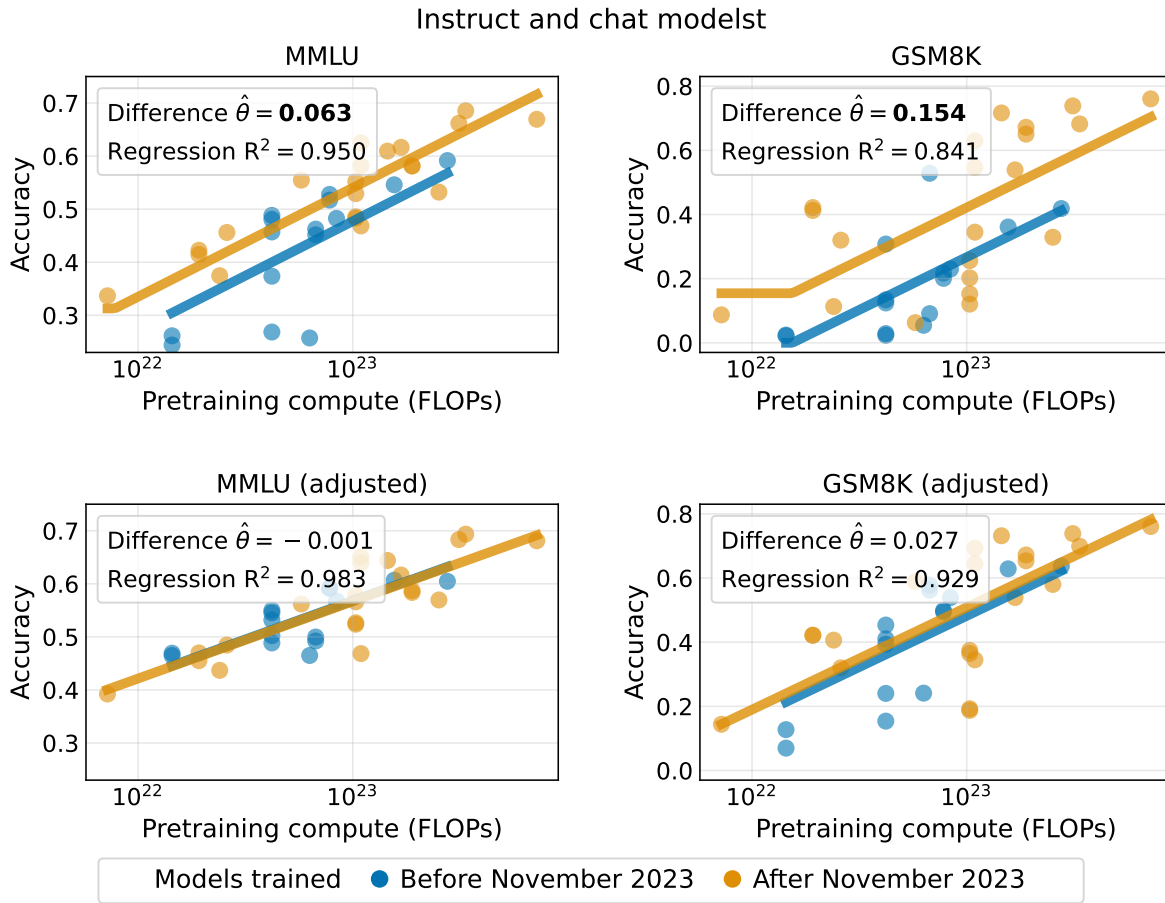 Instruct and chat modelst
MMLU
Difference θ̂ = 0.063
Regression R² = 0.950
Accuracy
0.7
0.6
0.5
0.4
0.3
10²²
10²³
Pretraining compute (FLOPs)
GSM8K
Difference θ̂ = 0.154
Regression R² = 0.841
Accuracy
0.8
0.6
0.4
0.2
0.0
10²²
10²³
Pretraining compute (FLOPs)
MMLU (adjusted)
Difference θ̂ = − 0.001
Regression R² = 0.983
Accuracy
0.7
0.6
0.5
0.4
0.3
10²²
10²³
Pretraining compute (FLOPs)
GSM8K (adjusted)
Difference θ̂ = 0.027
Regression R² = 0.929
Accuracy
0.8
0.6
0.4
0.2
0.0
10²²
10²³
Pretraining compute (FLOPs)
Models trained Before November 2023 After November 2023